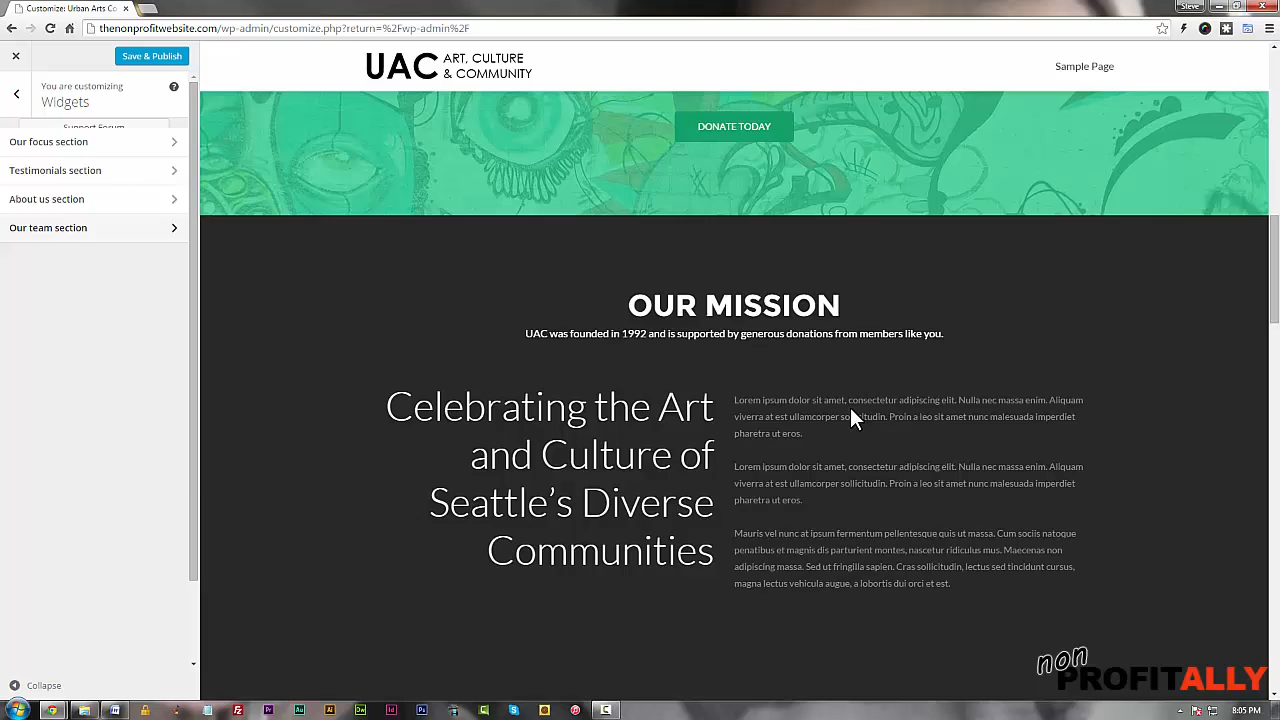 Customize: Urban Arts Co
Steve
thenonprofitwebsite.com/wp-admin/customize.php?return=%2Fwp-admin%2F
Save & Publish
You are customizing
Widgets
Support Forum
Our focus section
Testimonials section
About us section
Our team section
Collapse
UAC ART, CULTURE
& COMMUNITY
Sample Page
DONATE TODAY
OUR MISSION
UAC was founded in 1992 and is supported by generous donations from members like you.
Celebrating the Art
and Culture of
Seattle’s Diverse
Communities
Lorem ipsum dolor sit amet, consectetur adipiscing elit. Nulla nec massa enim. Aliquam
viverra at est ullamcorper sollicitudin. Proin a leo sit amet nunc malesuada imperdiet
pharetra ut eros.
Lorem ipsum dolor sit amet, consectetur adipiscing elit. Nulla nec massa enim. Aliquam
viverra at est ullamcorper sollicitudin. Proin a leo sit amet nunc malesuada imperdiet
pharetra ut eros.
Mauris vel nunc at ipsum fermentum pellentesque quis ut massa. Cum sociis natoque
penatibus et magnis dis parturient montes, nascetur ridiculus mus. Maecenas non
adipiscing massa. Sed ut fringilla sapien. Cras sollicitudin, lectus sed tincidunt cursus,
magna lectus vehicula augue, a lobortis dui orci et est.
non
PROFITALLY
8:05 PM